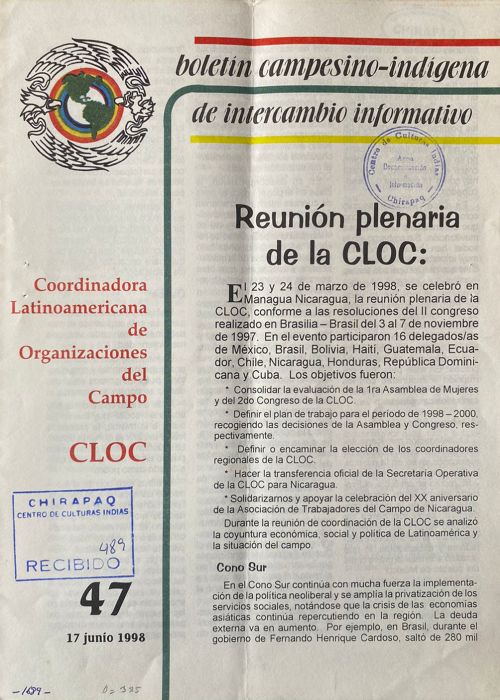 boletín campesino-indígena
de intercambio informativo
Centro de Culturas Indias
Area
Documentación
Información
Chirapaq
Reunión plenaria
de la CLOC:
Coordinadora
Latinoamericana
de
Organizaciones
del
Campo
CLOC
CHIRAPAQ
CENTRO DE CULTURAS INDIAS
489
RECIBIDO
47
17 junio 1998
El 23 y 24 de marzo de 1998, se celebró en
Managua Nicaragua, la reunión plenaria de la
CLOC, conforme a las resoluciones del II congreso
realizado en Brasilia – Brasil del 3 al 7 de noviembre
de 1997. En el evento participaron 16 delegados/as
de México, Brasil, Bolivia, Haití, Guatemala, Ecua-
dor, Chile, Nicaragua, Honduras, República Domini-
cana y Cuba. Los objetivos fueron:
* Consolidar la evaluación de la 1ra Asamblea de Mujeres
y del 2do Congreso de la CLOC.
* Definir el plan de trabajo para el periodo de 1998 – 2000,
recogiendo las decisiones de la Asamblea y Congreso, res-
pectivamente.
* Definir o encaminar la elección de los coordinadores
regionales de la CLOC.
* Hacer la transferencia oficial de la Secretaria Operativa
de la CLOC para Nicaragua.
* Solidarizarnos y apoyar la celebración del XX aniversario
de la Asociación de Trabajadores del Campo de Nicaragua.
Durante la reunión de coordinación de la CLOC se analizó
la coyuntura económica, social y politica de Latinoamérica y
la situación del campo.
Cono Sur
En el Cono Sur continúa con mucha fuerza la implementa-
ción de la política neoliberal y se amplía la privatización de los
servicios sociales, notándose que la crisis de las economías
asiáticas continúa repercutiendo en la región. La deuda
externa va en aumento. Por ejemplo, en Brasil, durante el
gobierno de Fernando Henrique Cardoso, saltó de 280 mil
-1689-
D= 335